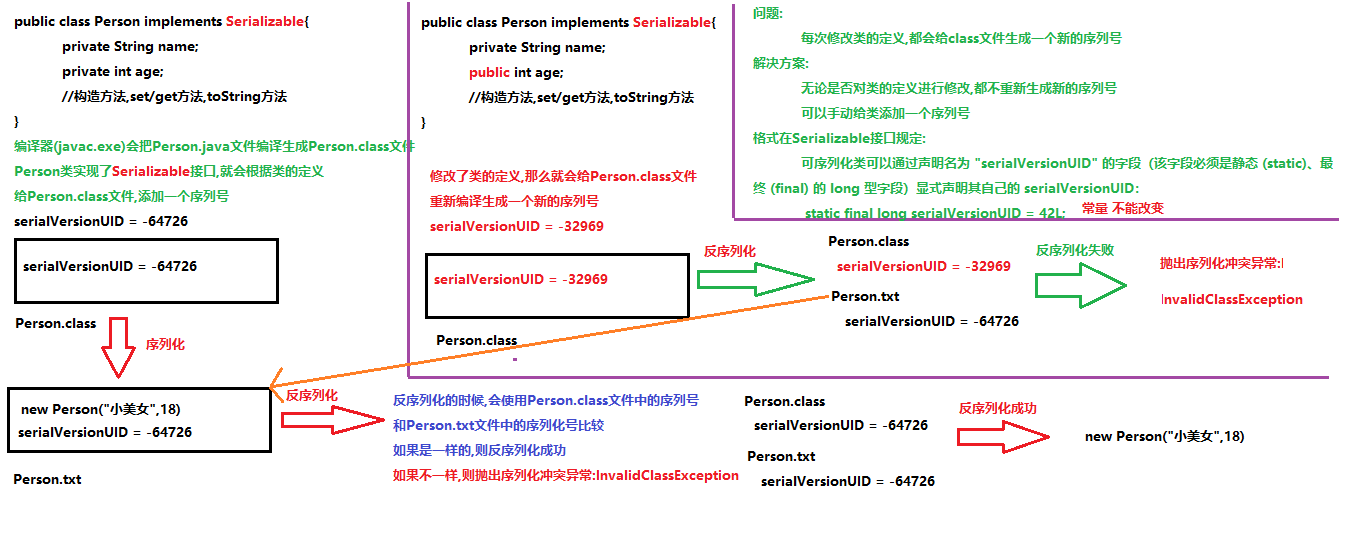 public class Person implements Serializable{
private String name;
private int age;
//构造方法,set/get方法,toString方法
}
编译器(javac.exe)会把Person.java文件编译生成Person.class文件
Person类实现了Serializable接口,就会根据类的定义
给Person.class文件,添加一个序列号
serialVersionUID = -64726
serialVersionUID = -64726
Person.class
序列化
new Person("小美女",18)
serialVersionUID = -64726
Person.txt
public class Person implements Serializable{
private String name;
public int age;
//构造方法,set/get方法,toString方法
}
修改了类的定义,那么就会给Person.class文件
重新编译生成一个新的序列号
serialVersionUID = -32969
serialVersionUID = -32969
Person.class
问题:
每次修改类的定义,都会给class文件生成一个新的序列号
解决方案:
无论是否对类的定义进行修改,都不重新生成新的序列号
可以手动给类添加一个序列号
格式在Serializable接口规定:
可序列化类可以通过声明名为 "serialVersionUID" 的字段（该字段必须是静态 (static)、最
终 (final) 的 long 型字段）显式声明其自己的 serialVersionUID:
static final long serialVersionUID = 42L; 常量 不能改变
反序列化
Person.class
serialVersionUID = -32969
Person.txt
serialVersionUID = -64726
反序列化失败
抛出序列化冲突异常:I
InvalidClassException
反序列化
反序列化的时候,会使用Person.class文件中的序列号
和Person.txt文件中的序列化号比较
如果是一样的,则反序列化成功
如果不一样,则抛出序列化冲突异常:InvalidClassException
Person.class
serialVersionUID = -64726
Person.txt
serialVersionUID = -64726
反序列化成功
new Person("小美女",18)